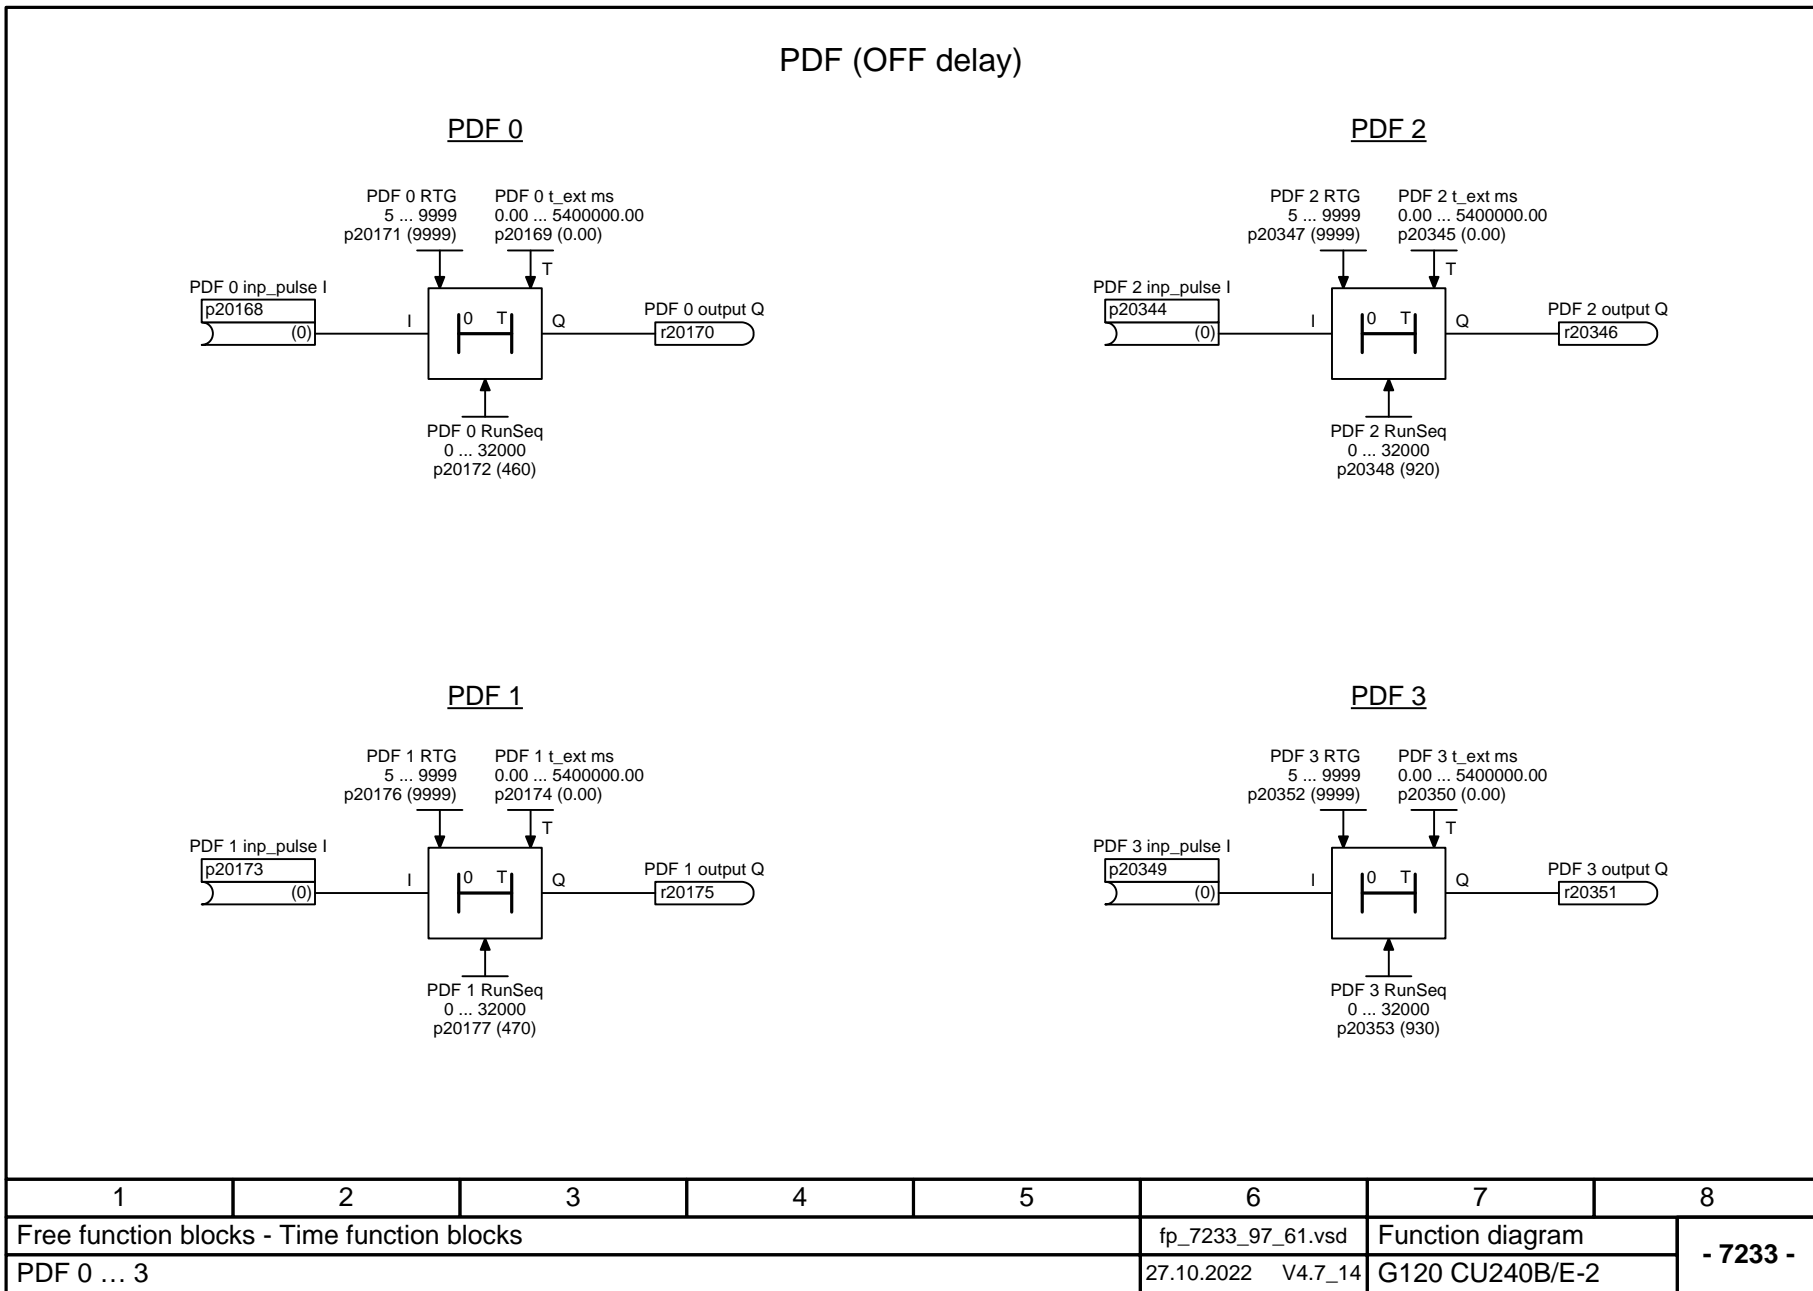 PDF (OFF delay)
PDF 0
PDF 0 RTG
5 ... 9999
p20171 (9999)
PDF 0 t_ext ms
0.00 ... 5400000.00
p20169 (0.00)
T
PDF 0 inp_pulse I
p20168
(0)
I
0 T
Q
PDF 0 output Q
r20170
PDF 0 RunSeq
0 ... 32000
p20172 (460)
PDF 2
PDF 2 RTG
5 ... 9999
p20347 (9999)
PDF 2 t_ext ms
0.00 ... 5400000.00
p20345 (0.00)
T
PDF 2 inp_pulse I
p20344
(0)
I
0 T
Q
PDF 2 output Q
r20346
PDF 2 RunSeq
0 ... 32000
p20348 (920)
PDF 1
PDF 1 RTG
5 ... 9999
p20176 (9999)
PDF 1 t_ext ms
0.00 ... 5400000.00
p20174 (0.00)
T
PDF 1 inp_pulse I
p20173
(0)
I
0 T
Q
PDF 1 output Q
r20175
PDF 1 RunSeq
0 ... 32000
p20177 (470)
PDF 3
PDF 3 RTG
5 ... 9999
p20352 (9999)
PDF 3 t_ext ms
0.00 ... 5400000.00
p20350 (0.00)
T
PDF 3 inp_pulse I
p20349
(0)
I
0 T
Q
PDF 3 output Q
r20351
PDF 3 RunSeq
0 ... 32000
p20353 (930)
1 2 3 4 5 6 7 8
Free function blocks - Time function blocks
fp_7233_97_61.vsd
Function diagram
- 7233 -
PDF 0 ... 3
27.10.2022 V4.7_14
G120 CU240B/E-2